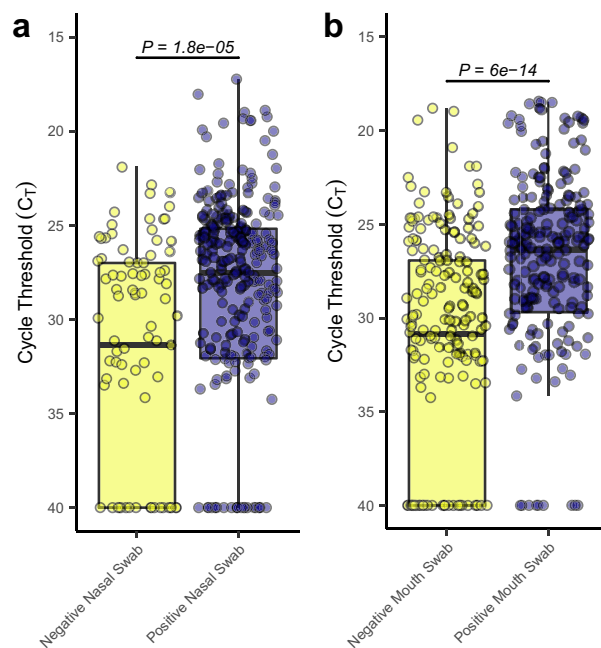 a
P = 1.8e−05
Cycle Threshold (CT)
15
20
25
30
35
40
Negative Nasal Swab
Positive Nasal Swab
b
P = 6e−14
Cycle Threshold (CT)
15
20
25
30
35
40
Negative Mouth Swab
Positive Mouth Swab